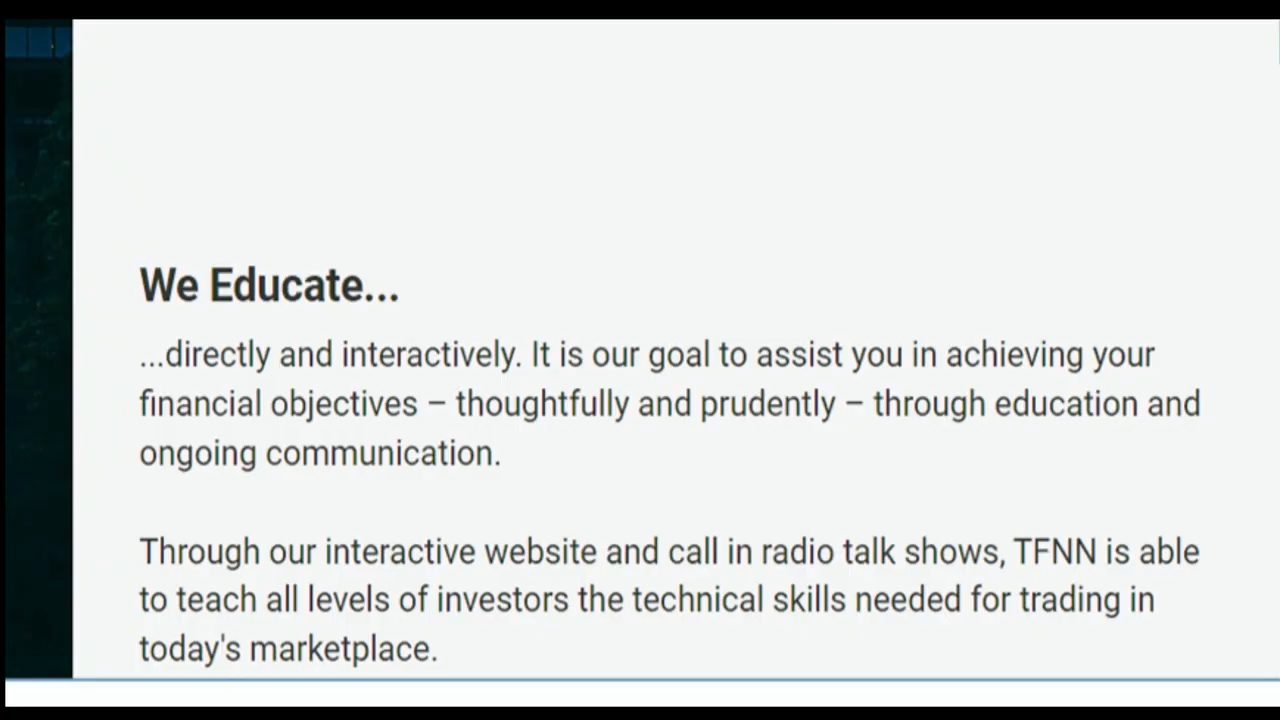 We Educate...
...directly and interactively. It is our goal to assist you in achieving your
financial objectives – thoughtfully and prudently – through education and
ongoing communication.
Through our interactive website and call in radio talk shows, TFNN is able
to teach all levels of investors the technical skills needed for trading in
today's marketplace.